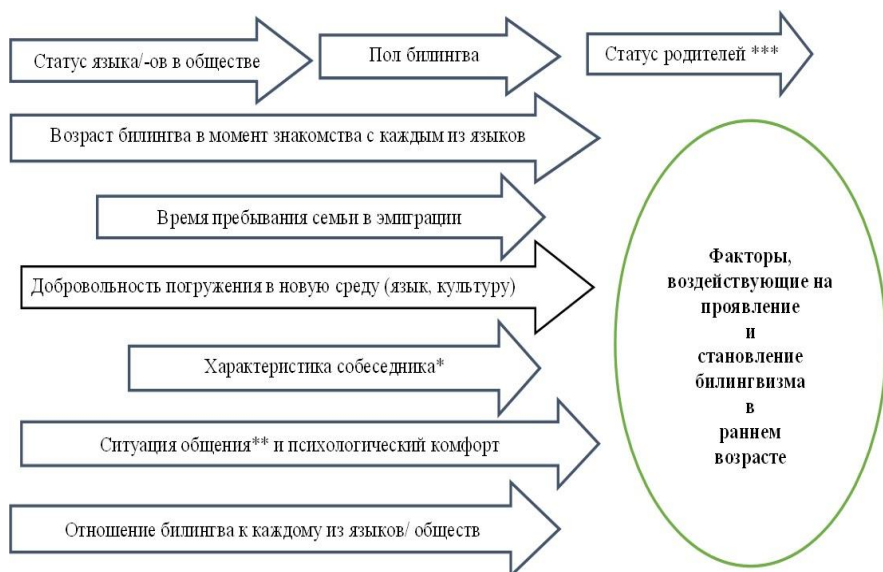 Статус языка/-ов в обществе
Пол билингва
Статус родителей ***
Возраст билингва в момент знакомства с каждым из языков
Время пребывания семьи в эмиграции
Добровольность погружения в новую среду (язык, культуру)
Характеристика собеседника*
Ситуация общения** и психологический комфорт
Отношение билингва к каждому из языков/ обществ
Факторы,
воздействующие на
проявление
и
становление
билингвизма
в
раннем
возрасте